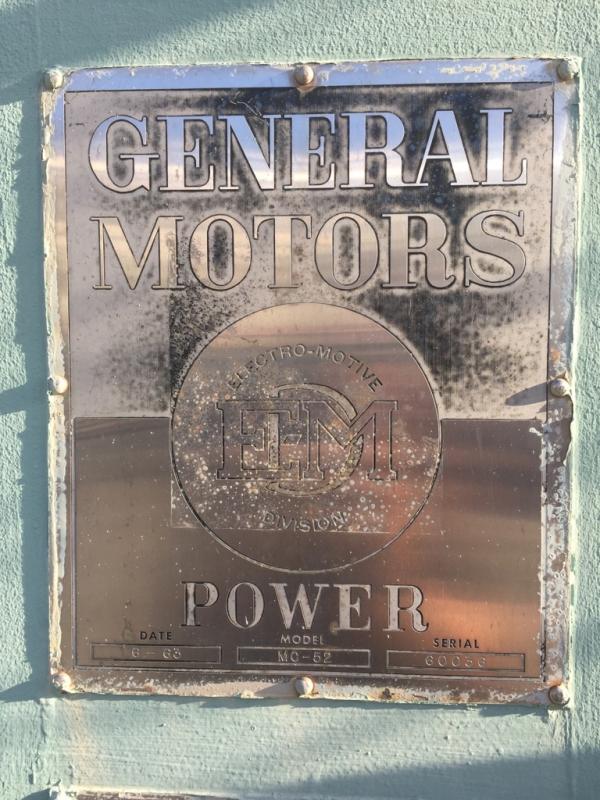 GENERAL
MOTORS
ELECTRO-MOTIVE
EMD
DIVISION
POWER
DATE MODEL SERIAL
6-63 MC-52 60036